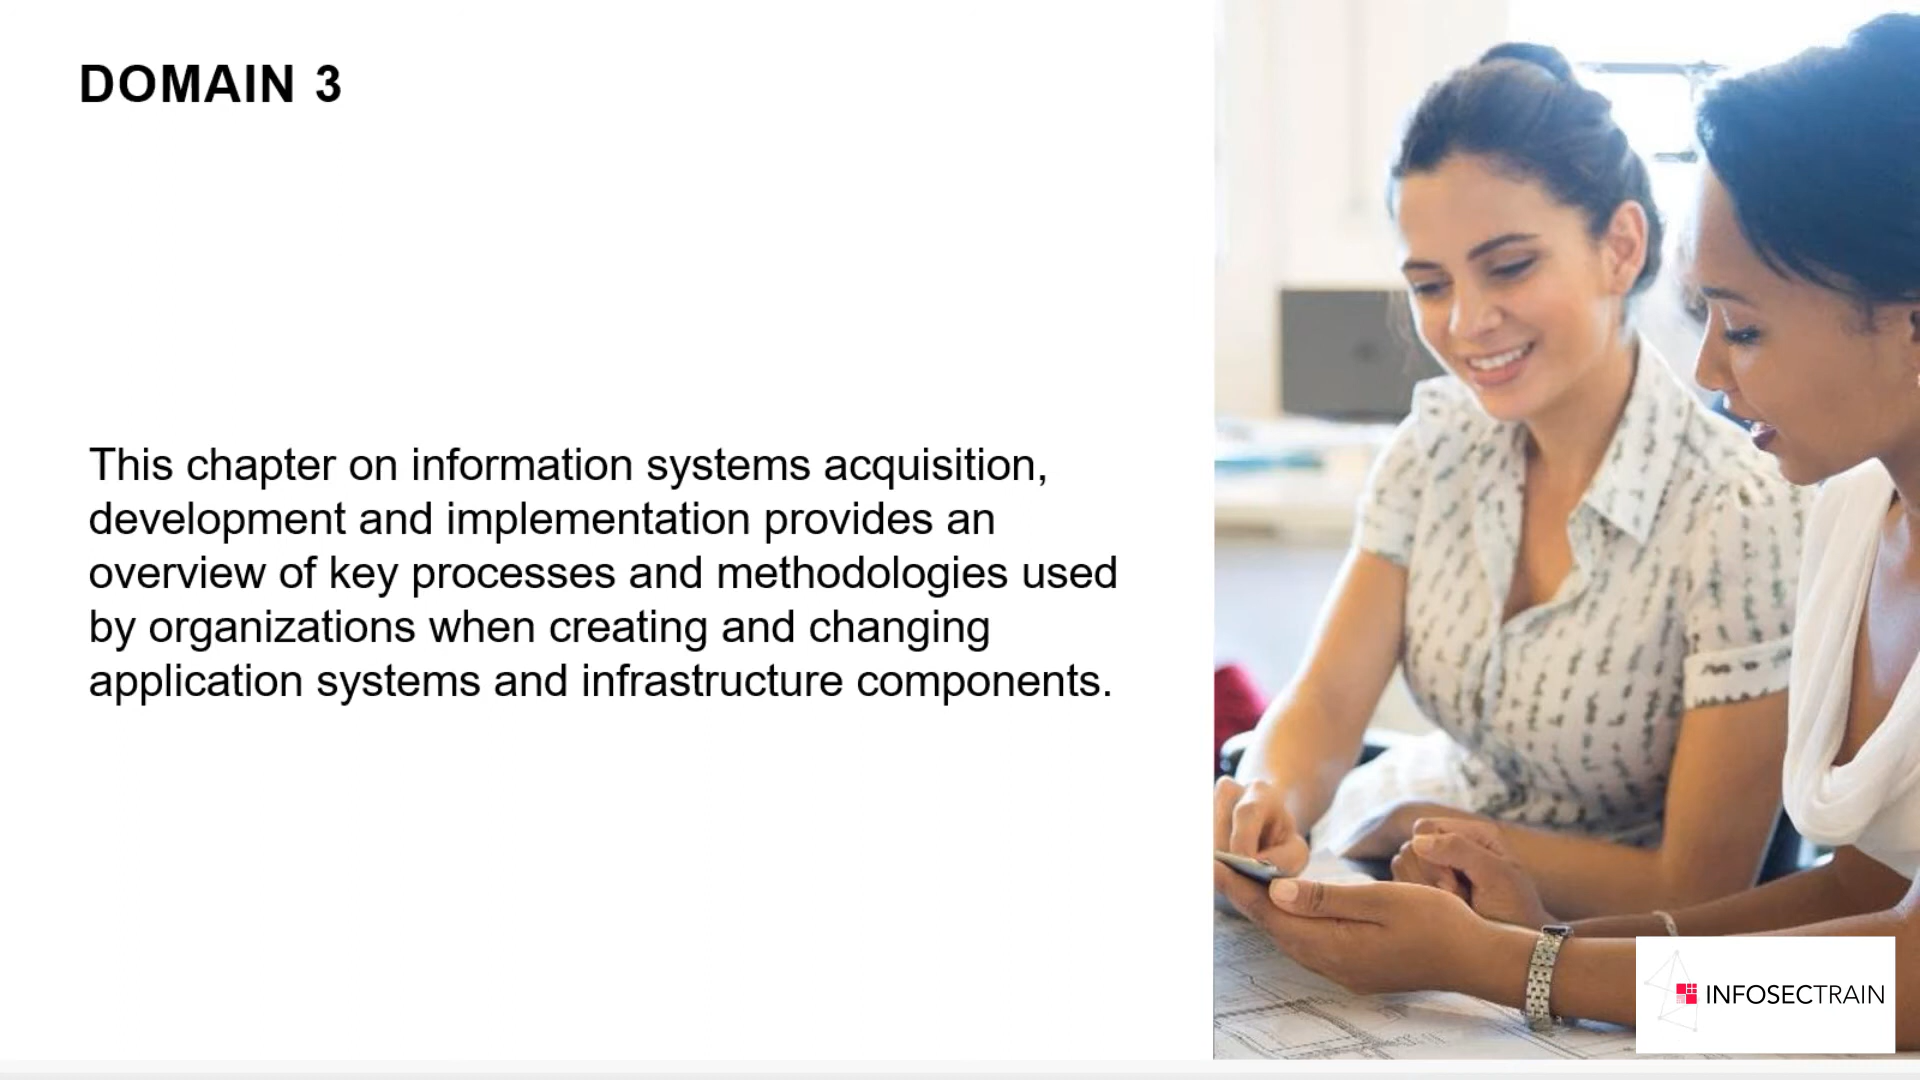 DOMAIN 3
This chapter on information systems acquisition,
development and implementation provides an
overview of key processes and methodologies used
by organizations when creating and changing
application systems and infrastructure components.
INFOSECTRAIN